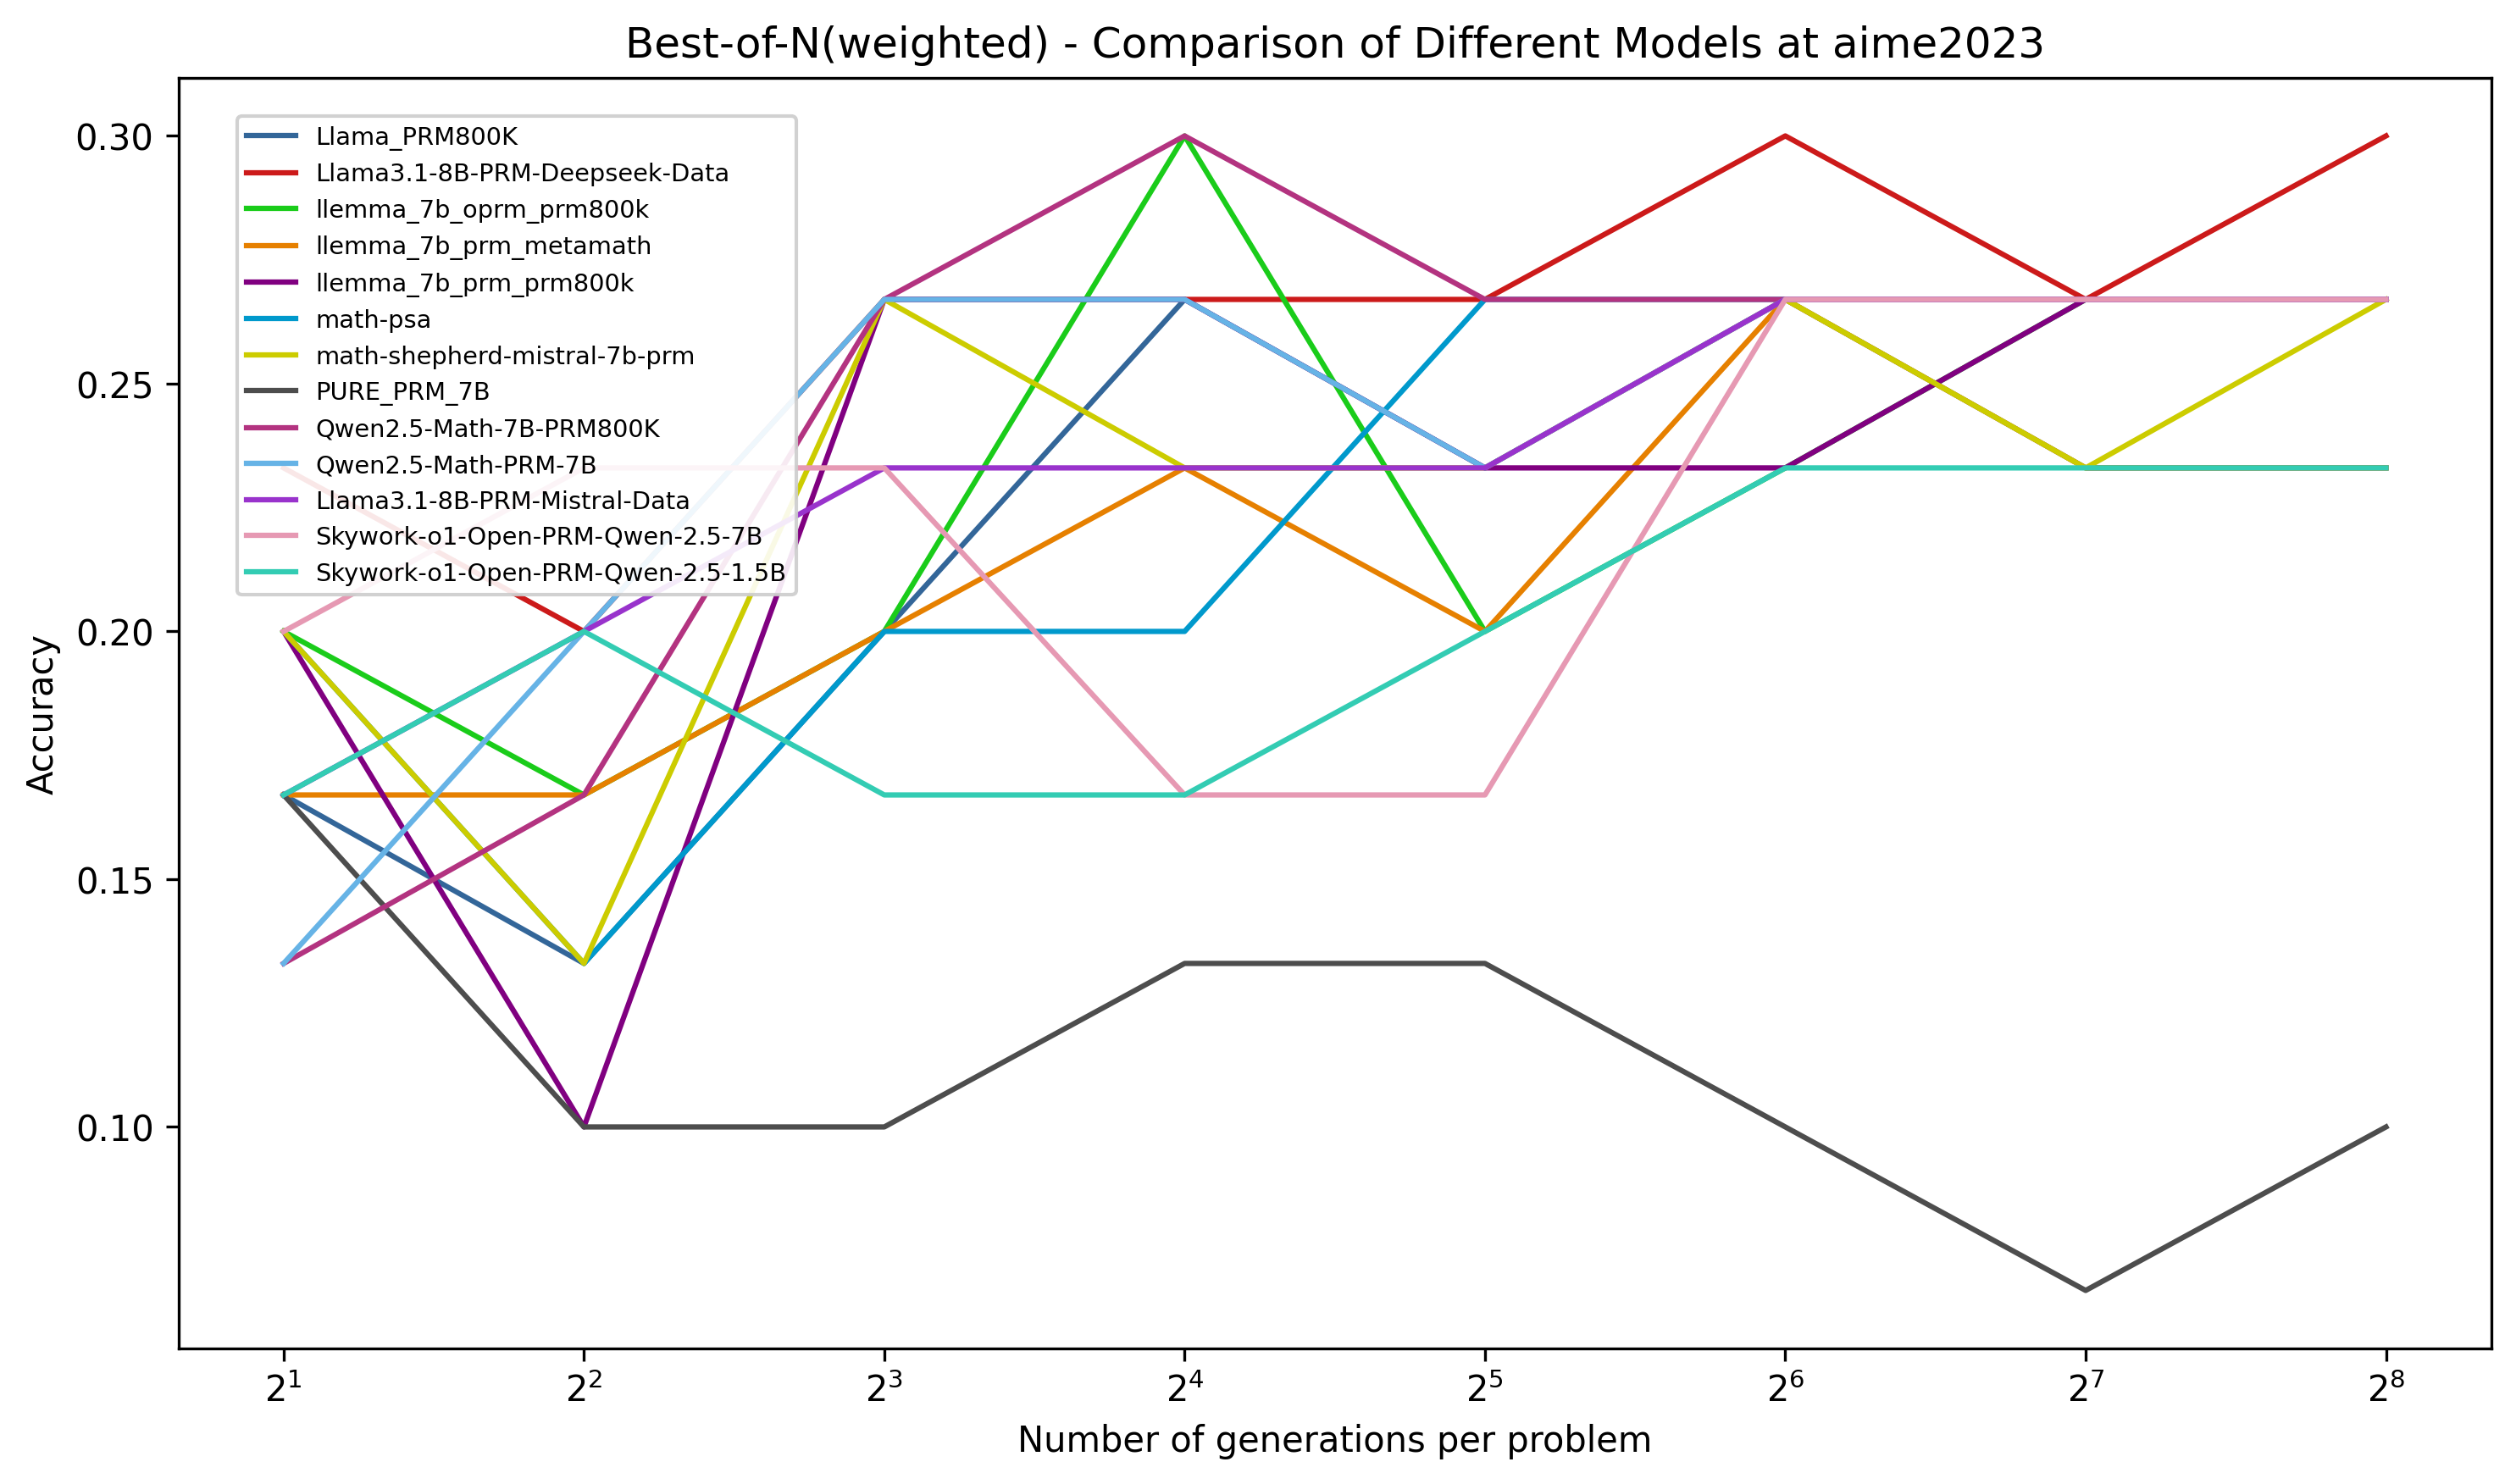 Best-of-N(weighted) - Comparison of Different Models at aime2023
0.30
0.25
0.20
0.15
0.10
Accuracy
Llama_PRM800K
Llama3.1-8B-PRM-Deepseek-Data
llemma_7b_oprm_prm800k
llemma_7b_prm_metamath
llemma_7b_prm_prm800k
math-psa
math-shepherd-mistral-7b-prm
PURE_PRM_7B
Qwen2.5-Math-7B-PRM800K
Qwen2.5-Math-PRM-7B
Llama3.1-8B-PRM-Mistral-Data
Skywork-o1-Open-PRM-Qwen-2.5-7B
Skywork-o1-Open-PRM-Qwen-2.5-1.5B
2¹ 2² 2³ 2⁴ 2⁵ 2⁶ 2⁷ 2⁸
Number of generations per problem